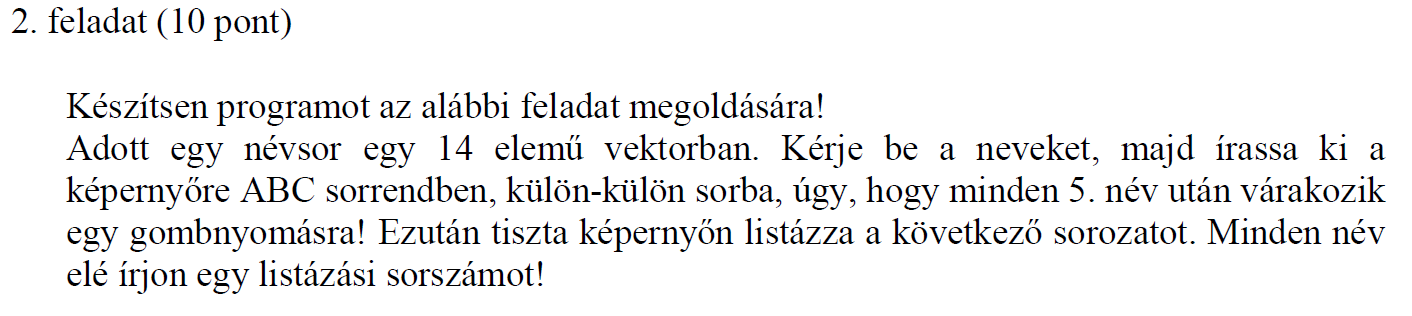 2. feladat (10 pont)
Készítsen programot az alábbi feladat megoldására!
Adott egy névsor egy 14 elemű vektorban. Kérje be a neveket, majd írassa ki a
képernyőre ABC sorrendben, külön-külön sorba, úgy, hogy minden 5. név után várakozik
egy gombnyomásra! Ezután tiszta képernyőn listázza a következő sorozatot. Minden név
elé írjon egy listázási sorszámot!